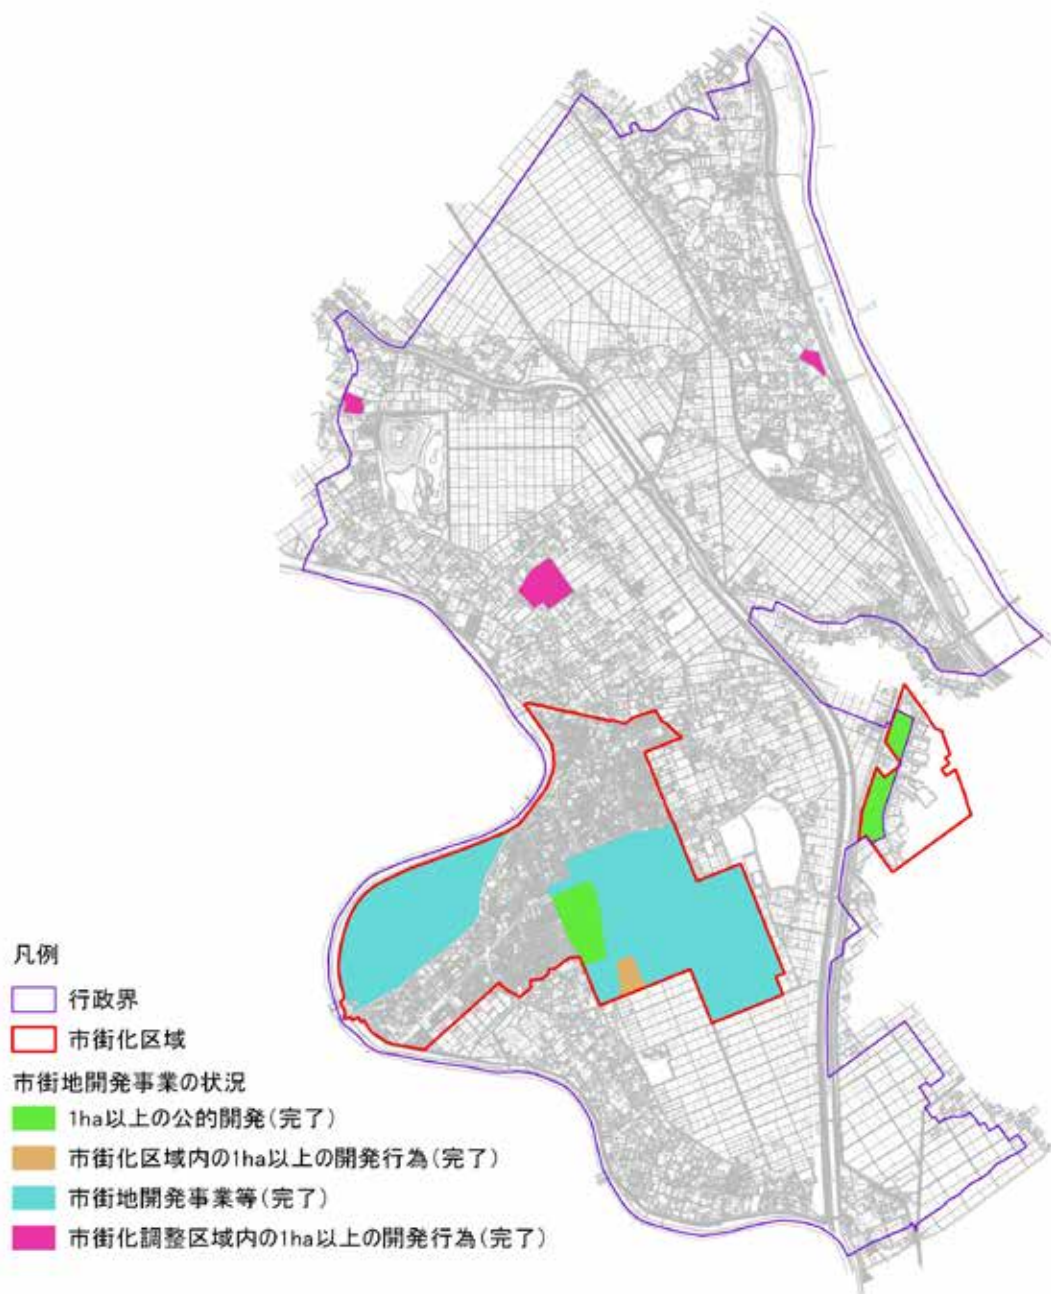 凡例
行政界
市街化区域
市街地開発事業の状況
1ha以上の公的開発(完了)
市街化区域内の1ha以上の開発行為(完了)
市街地開発事業等(完了)
市街化調整区域内の1ha以上の開発行為(完了)